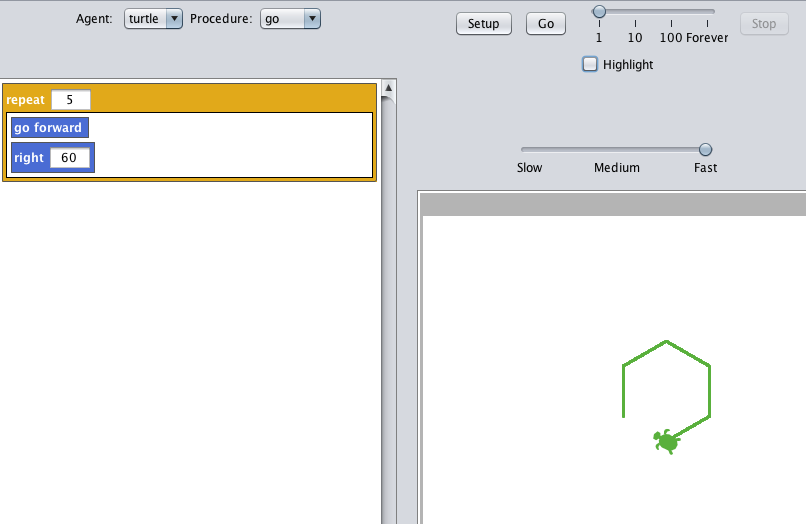 Agent: turtle Procedure: go
Setup Go Stop
1 10 100 Forever
Highlight
repeat 5
go forward
right 60
Slow Medium Fast